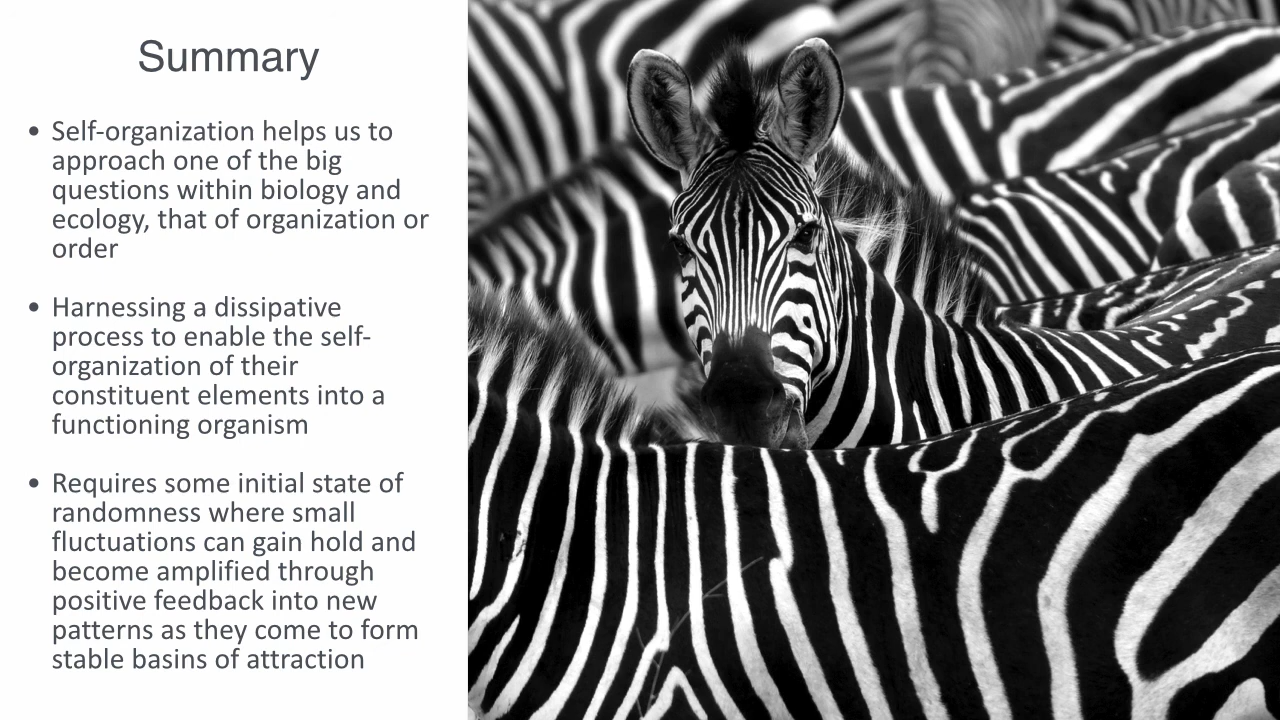 Summary
• Self-organization helps us to
approach one of the big
questions within biology and
ecology, that of organization or
order
• Harnessing a dissipative
process to enable the self-
organization of their
constituent elements into a
functioning organism
• Requires some initial state of
randomness where small
fluctuations can gain hold and
become amplified through
positive feedback into new
patterns as they come to form
stable basins of attraction